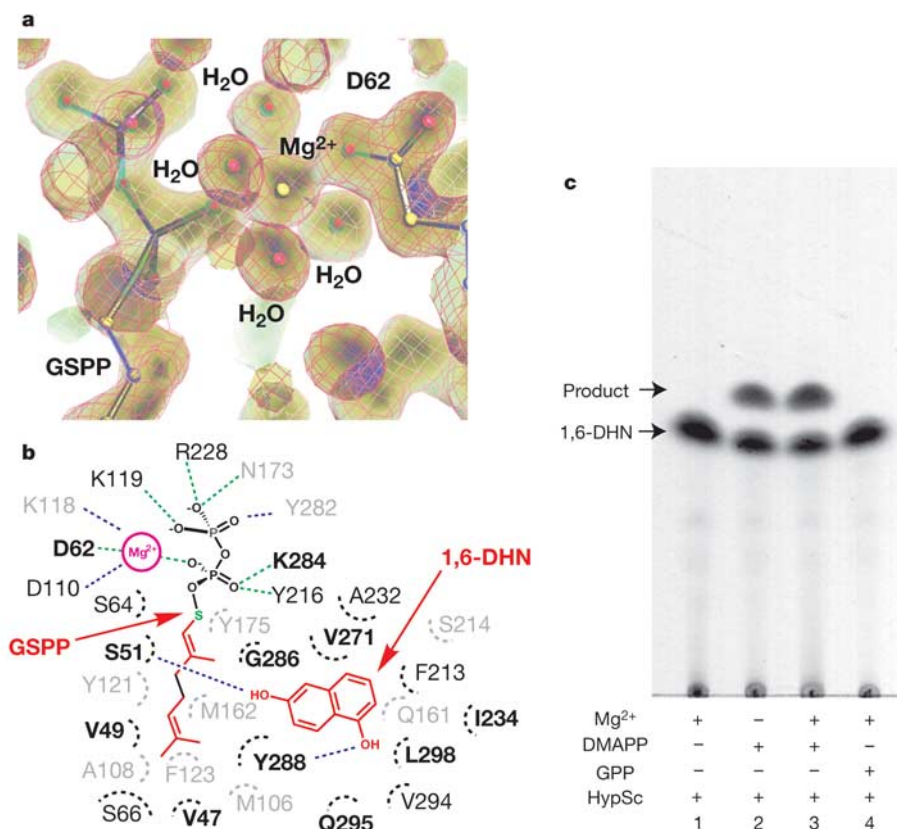 a
H₂O
D62
Mg²⁺
H₂O
H₂O
H₂O
GSPP
b
R228
K119
N173
K118
Y282
D62
Mg²⁺
-O
O-
P
O
O
O
-O
P
O
O
K284
1,6-DHN
D110
Y216
A232
S64
S
Y175
S214
GSPP
V271
S51
G286
F213
Y121
HO
M162
Q161
I234
V49
OH
Y288
L298
A108
F123
V294
M106
S66
V47
Q295
c
Product
1,6-DHN
Mg²⁺ + – + +
DMAPP – + + –
GPP – – – +
HypSc + + + +
1 2 3 4